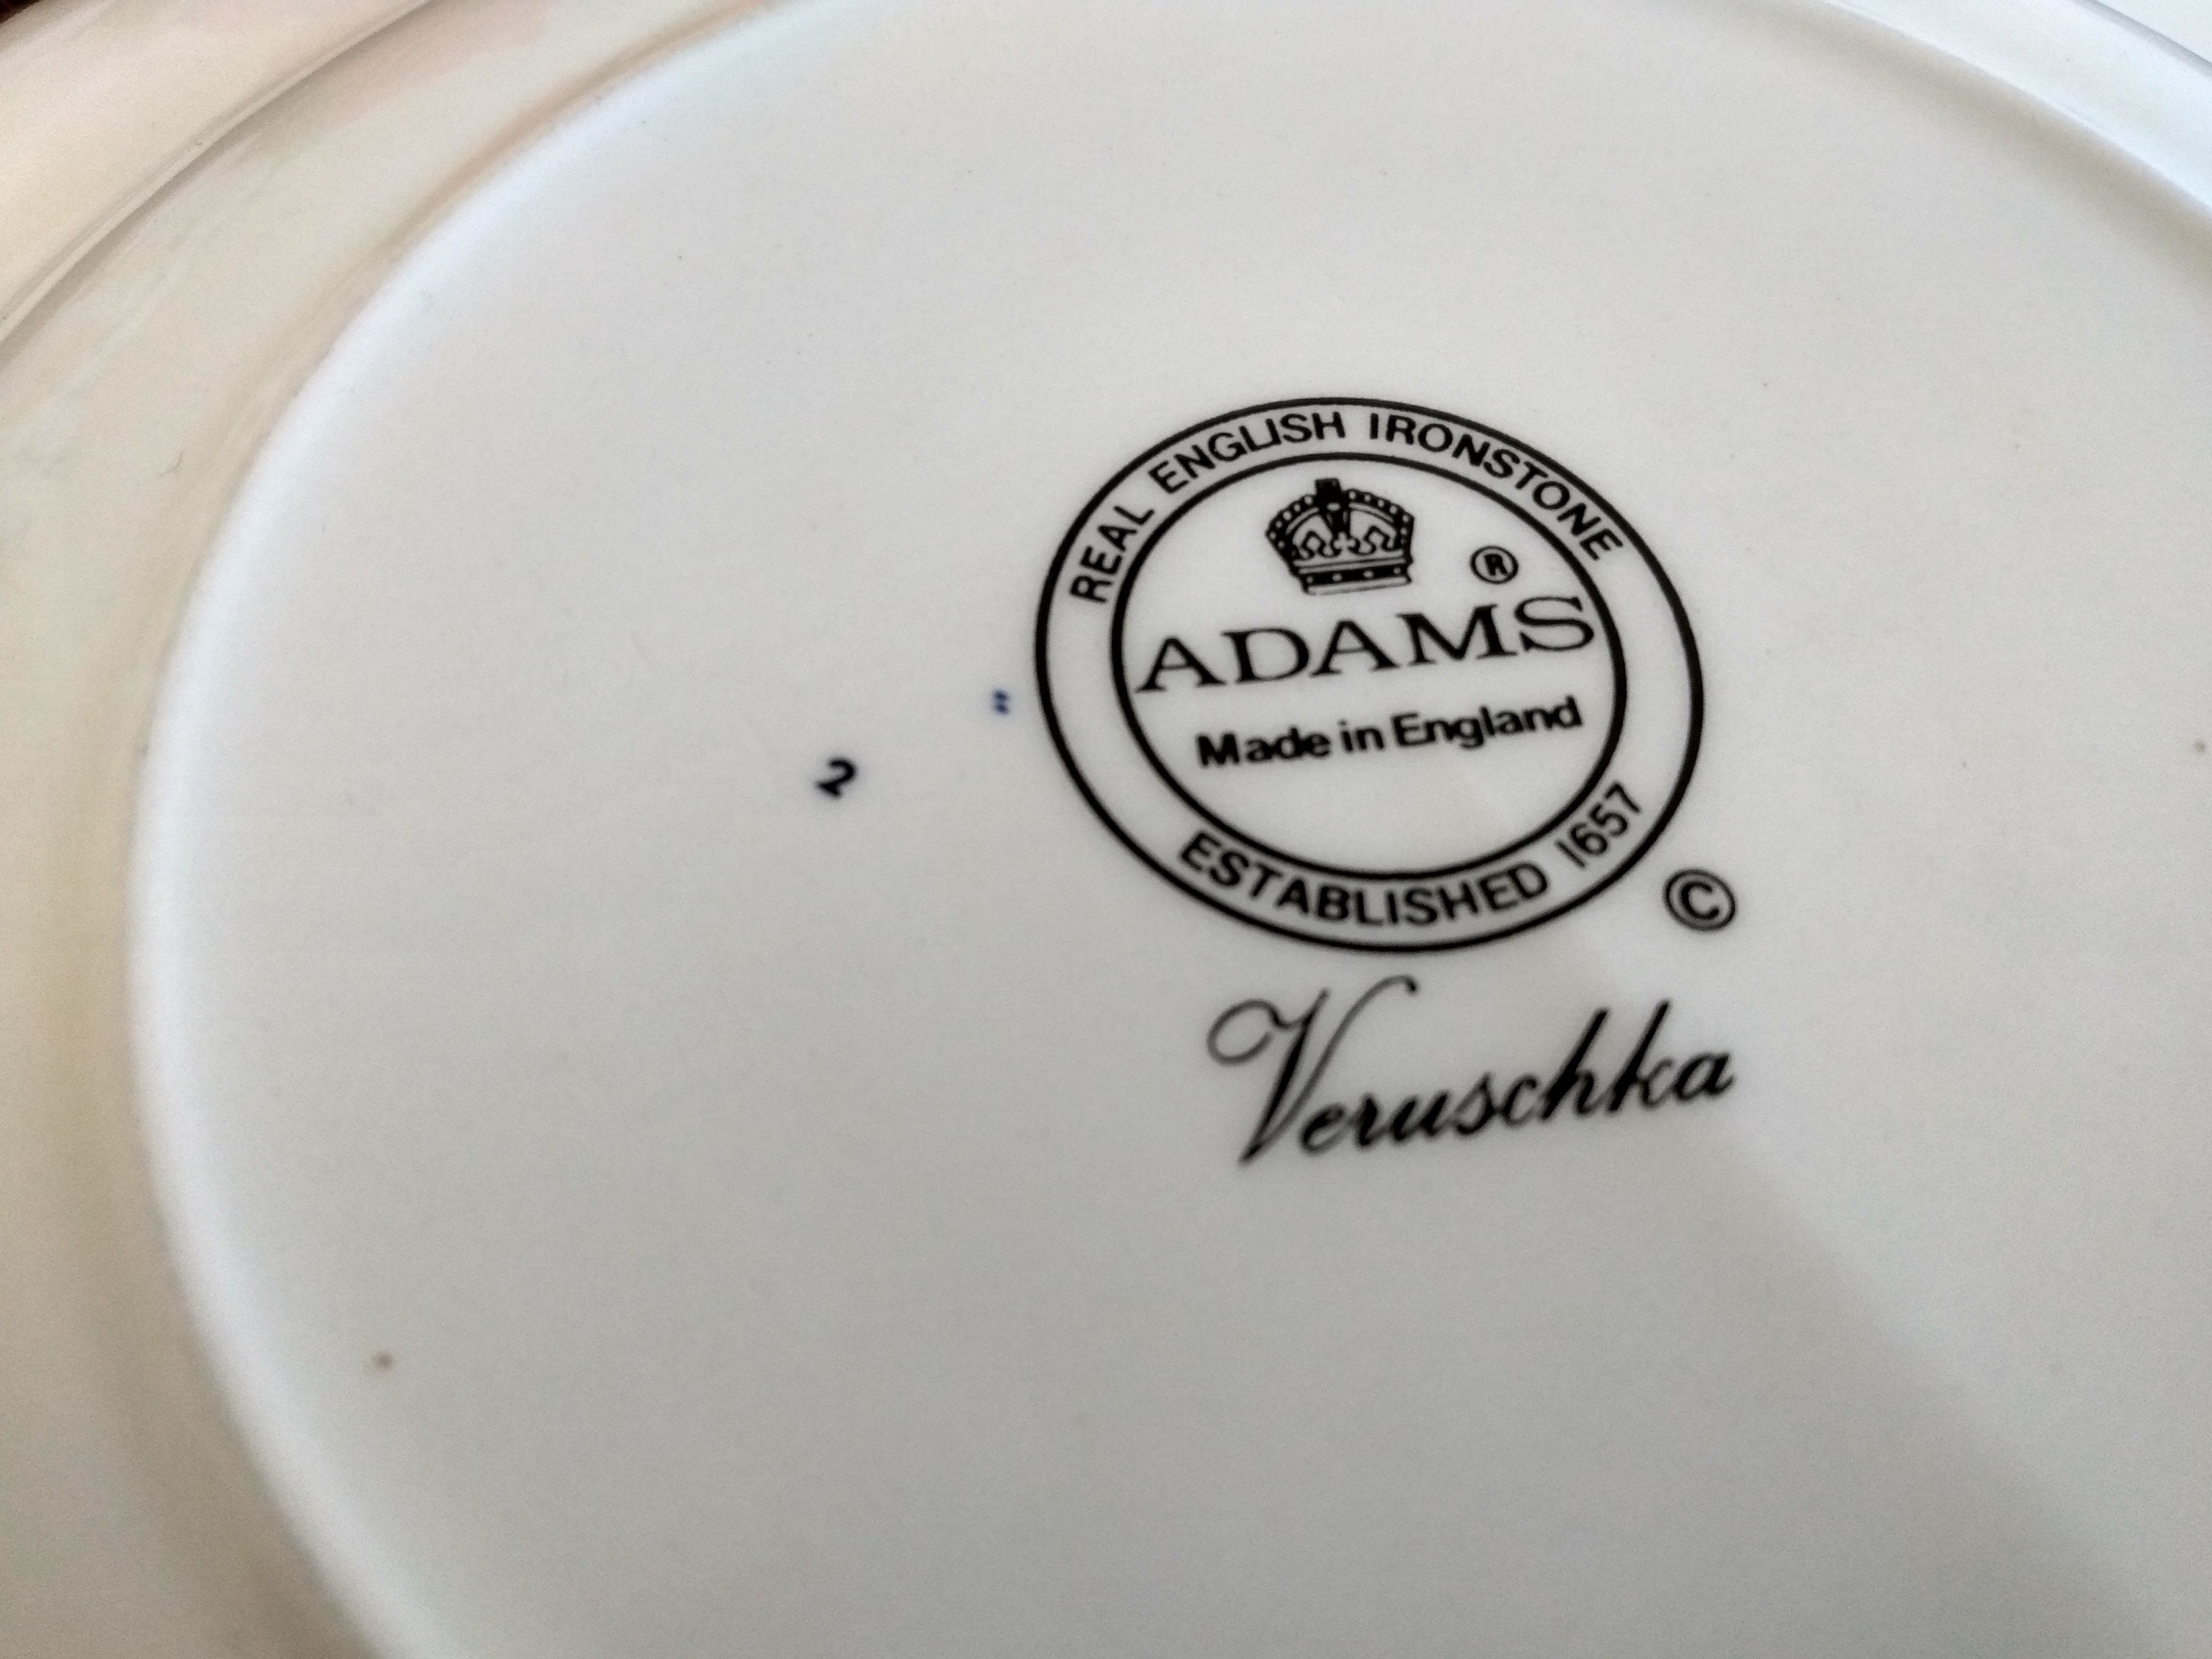 REAL ENGLISH IRONSTONE
®
ADAMS
Made in England
ESTABLISHED 1657
©
Veruschka
2